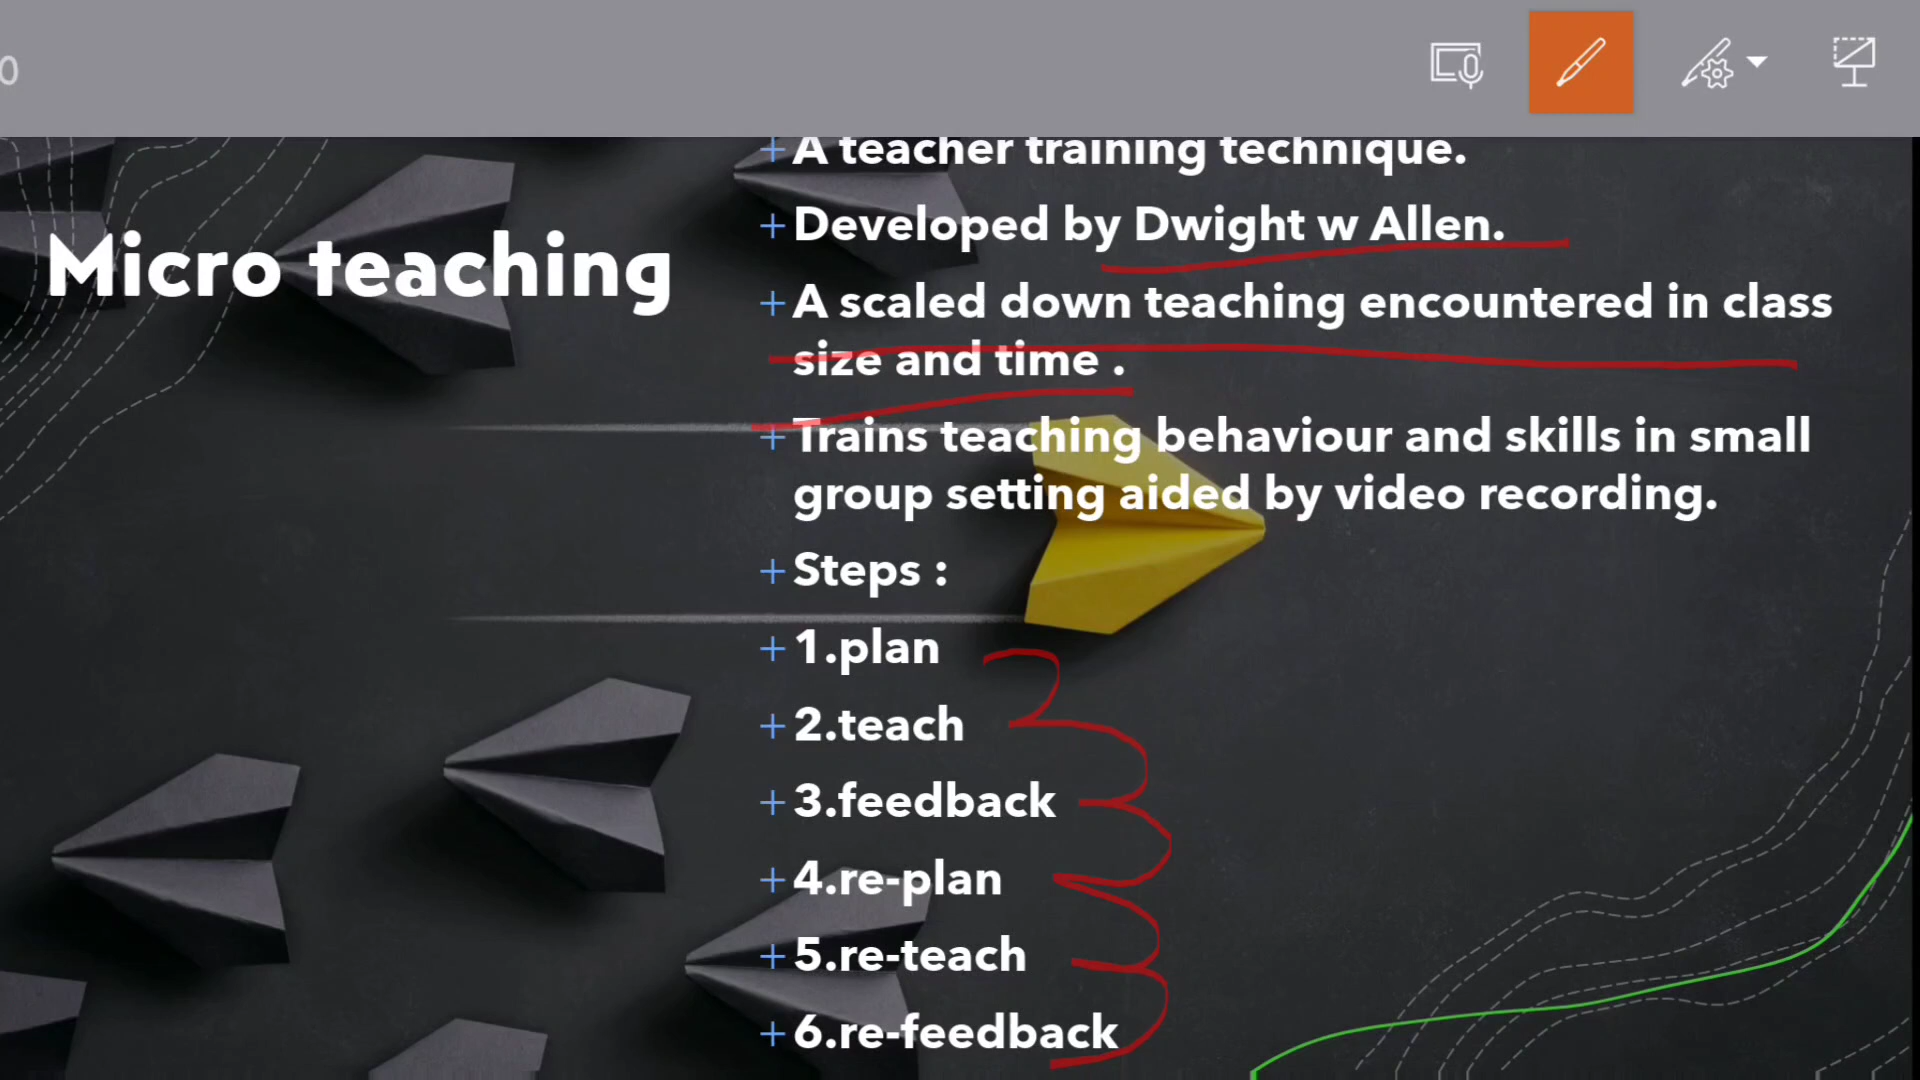 Micro teaching
A teacher training technique.
Developed by Dwight w Allen.
A scaled down teaching encountered in class
size and time .
Trains teaching behaviour and skills in small
group setting aided by video recording.
Steps :
1.plan
2.teach
3.feedback
4.re-plan
5.re-teach
6.re-feedback